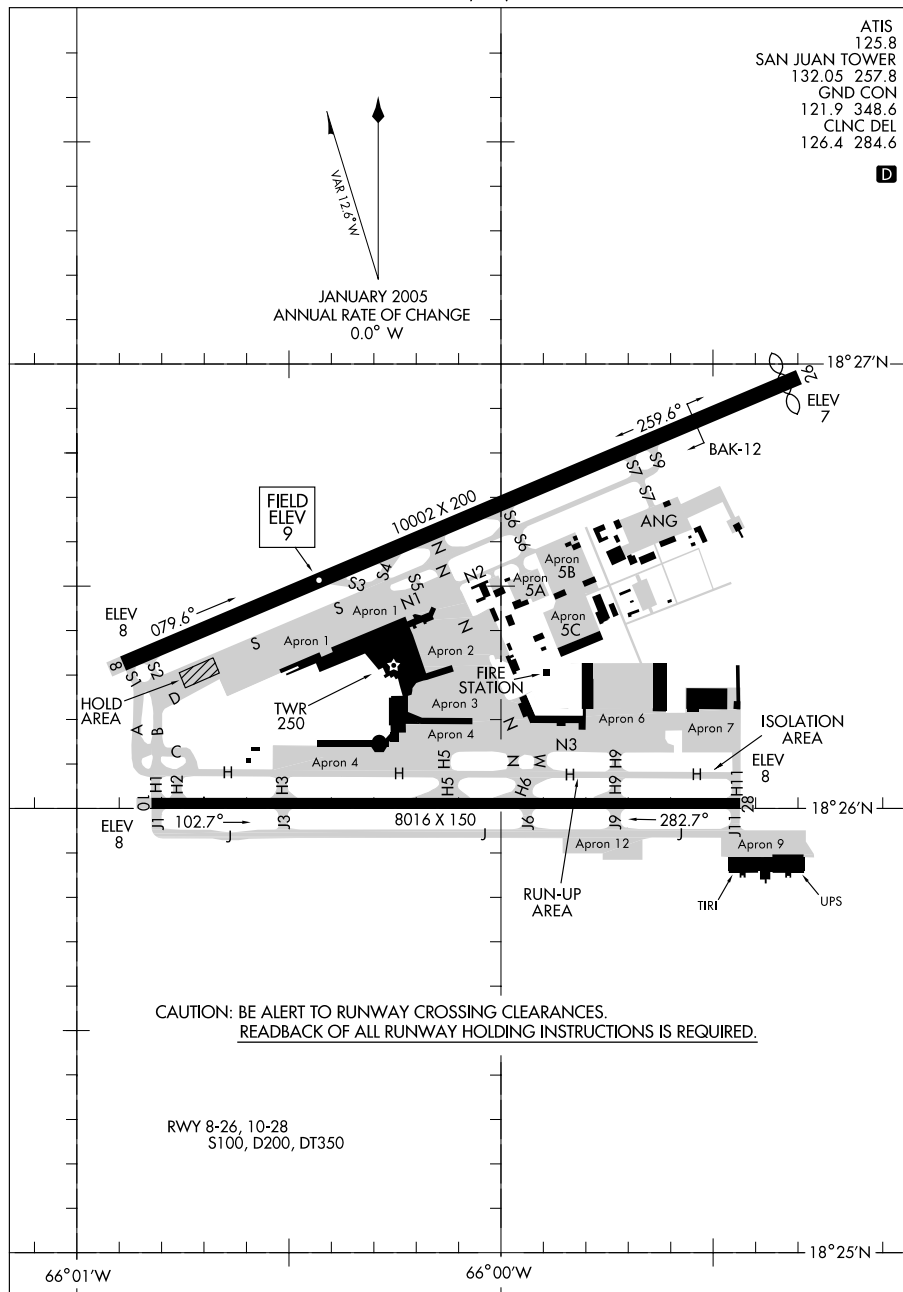 ATIS
125.8
SAN JUAN TOWER
132.05 257.8
GND CON
121.9 348.6
CLNC DEL
126.4 284.6
D
VAR 12.6° W
JANUARY 2005
ANNUAL RATE OF CHANGE
0.0° W
18°27'N
26
ELEV
7
259.6°
BAK-12
S9
S7
S7
ANG
10002 X 200
FIELD
ELEV
9
S6
S6
Apron
5B
Apron
5A
Apron
5C
N
N
N2
S4
S3
S5
N1
S
Apron 1
079.6°
ELEV
8
8
S1
S2
S
Apron 1
N
Apron 2
HOLD
AREA
D
TWR
250
FIRE
STATION
Apron 3
Apron 4
N
Apron 6
Apron 7
ISOLATION
AREA
A
B
C
Apron 4
H5
N
W
N3
H9
ELEV
8
H
H
H
H
H1
H2
H3
H5
H6
H9
H11
10
28
18°26'N
ELEV
8
J1
102.7°
J
J3
8016 X 150
J
J6
J9
282.7°
J
J11
Apron 12
Apron 9
RUN-UP
AREA
TIRI
UPS
CAUTION: BE ALERT TO RUNWAY CROSSING CLEARANCES.
READBACK OF ALL RUNWAY HOLDING INSTRUCTIONS IS REQUIRED.
RWY 8-26, 10-28
S100, D200, DT350
18°25'N
66°01'W
66°00'W